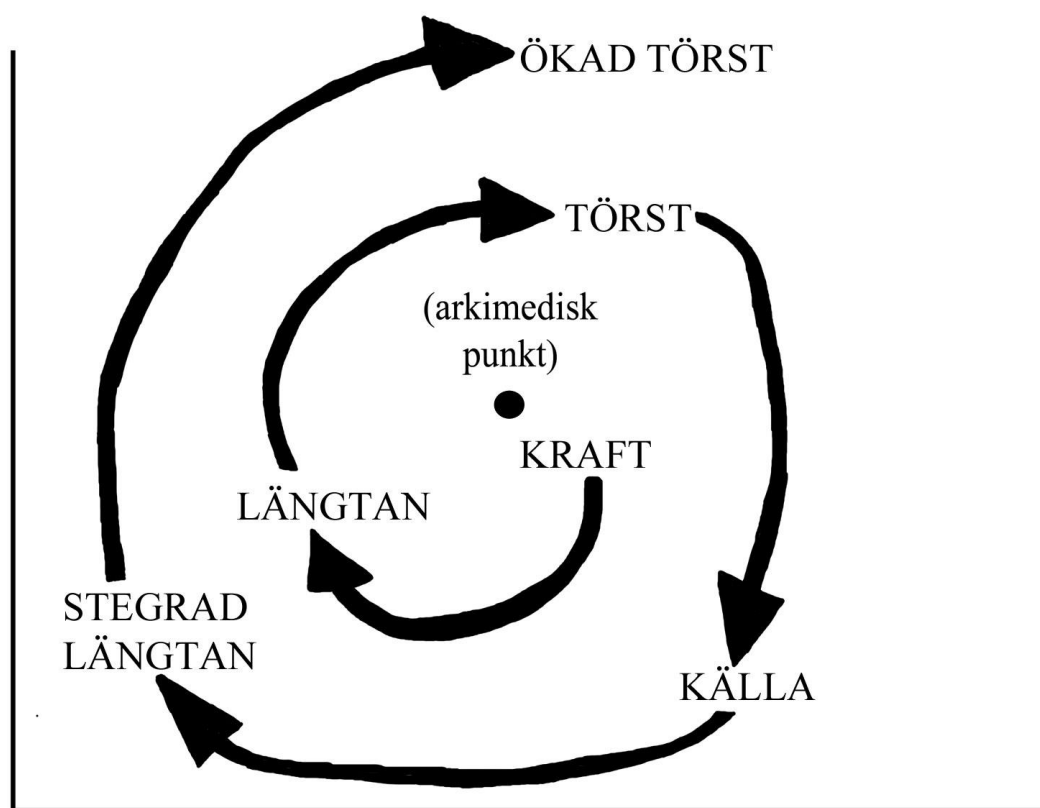 ÖKAD TÖRST
TÖRST
(arkimedisk
punkt)
KRAFT
LÄNGTAN
STEGRAD
LÄNGTAN
KÄLLA